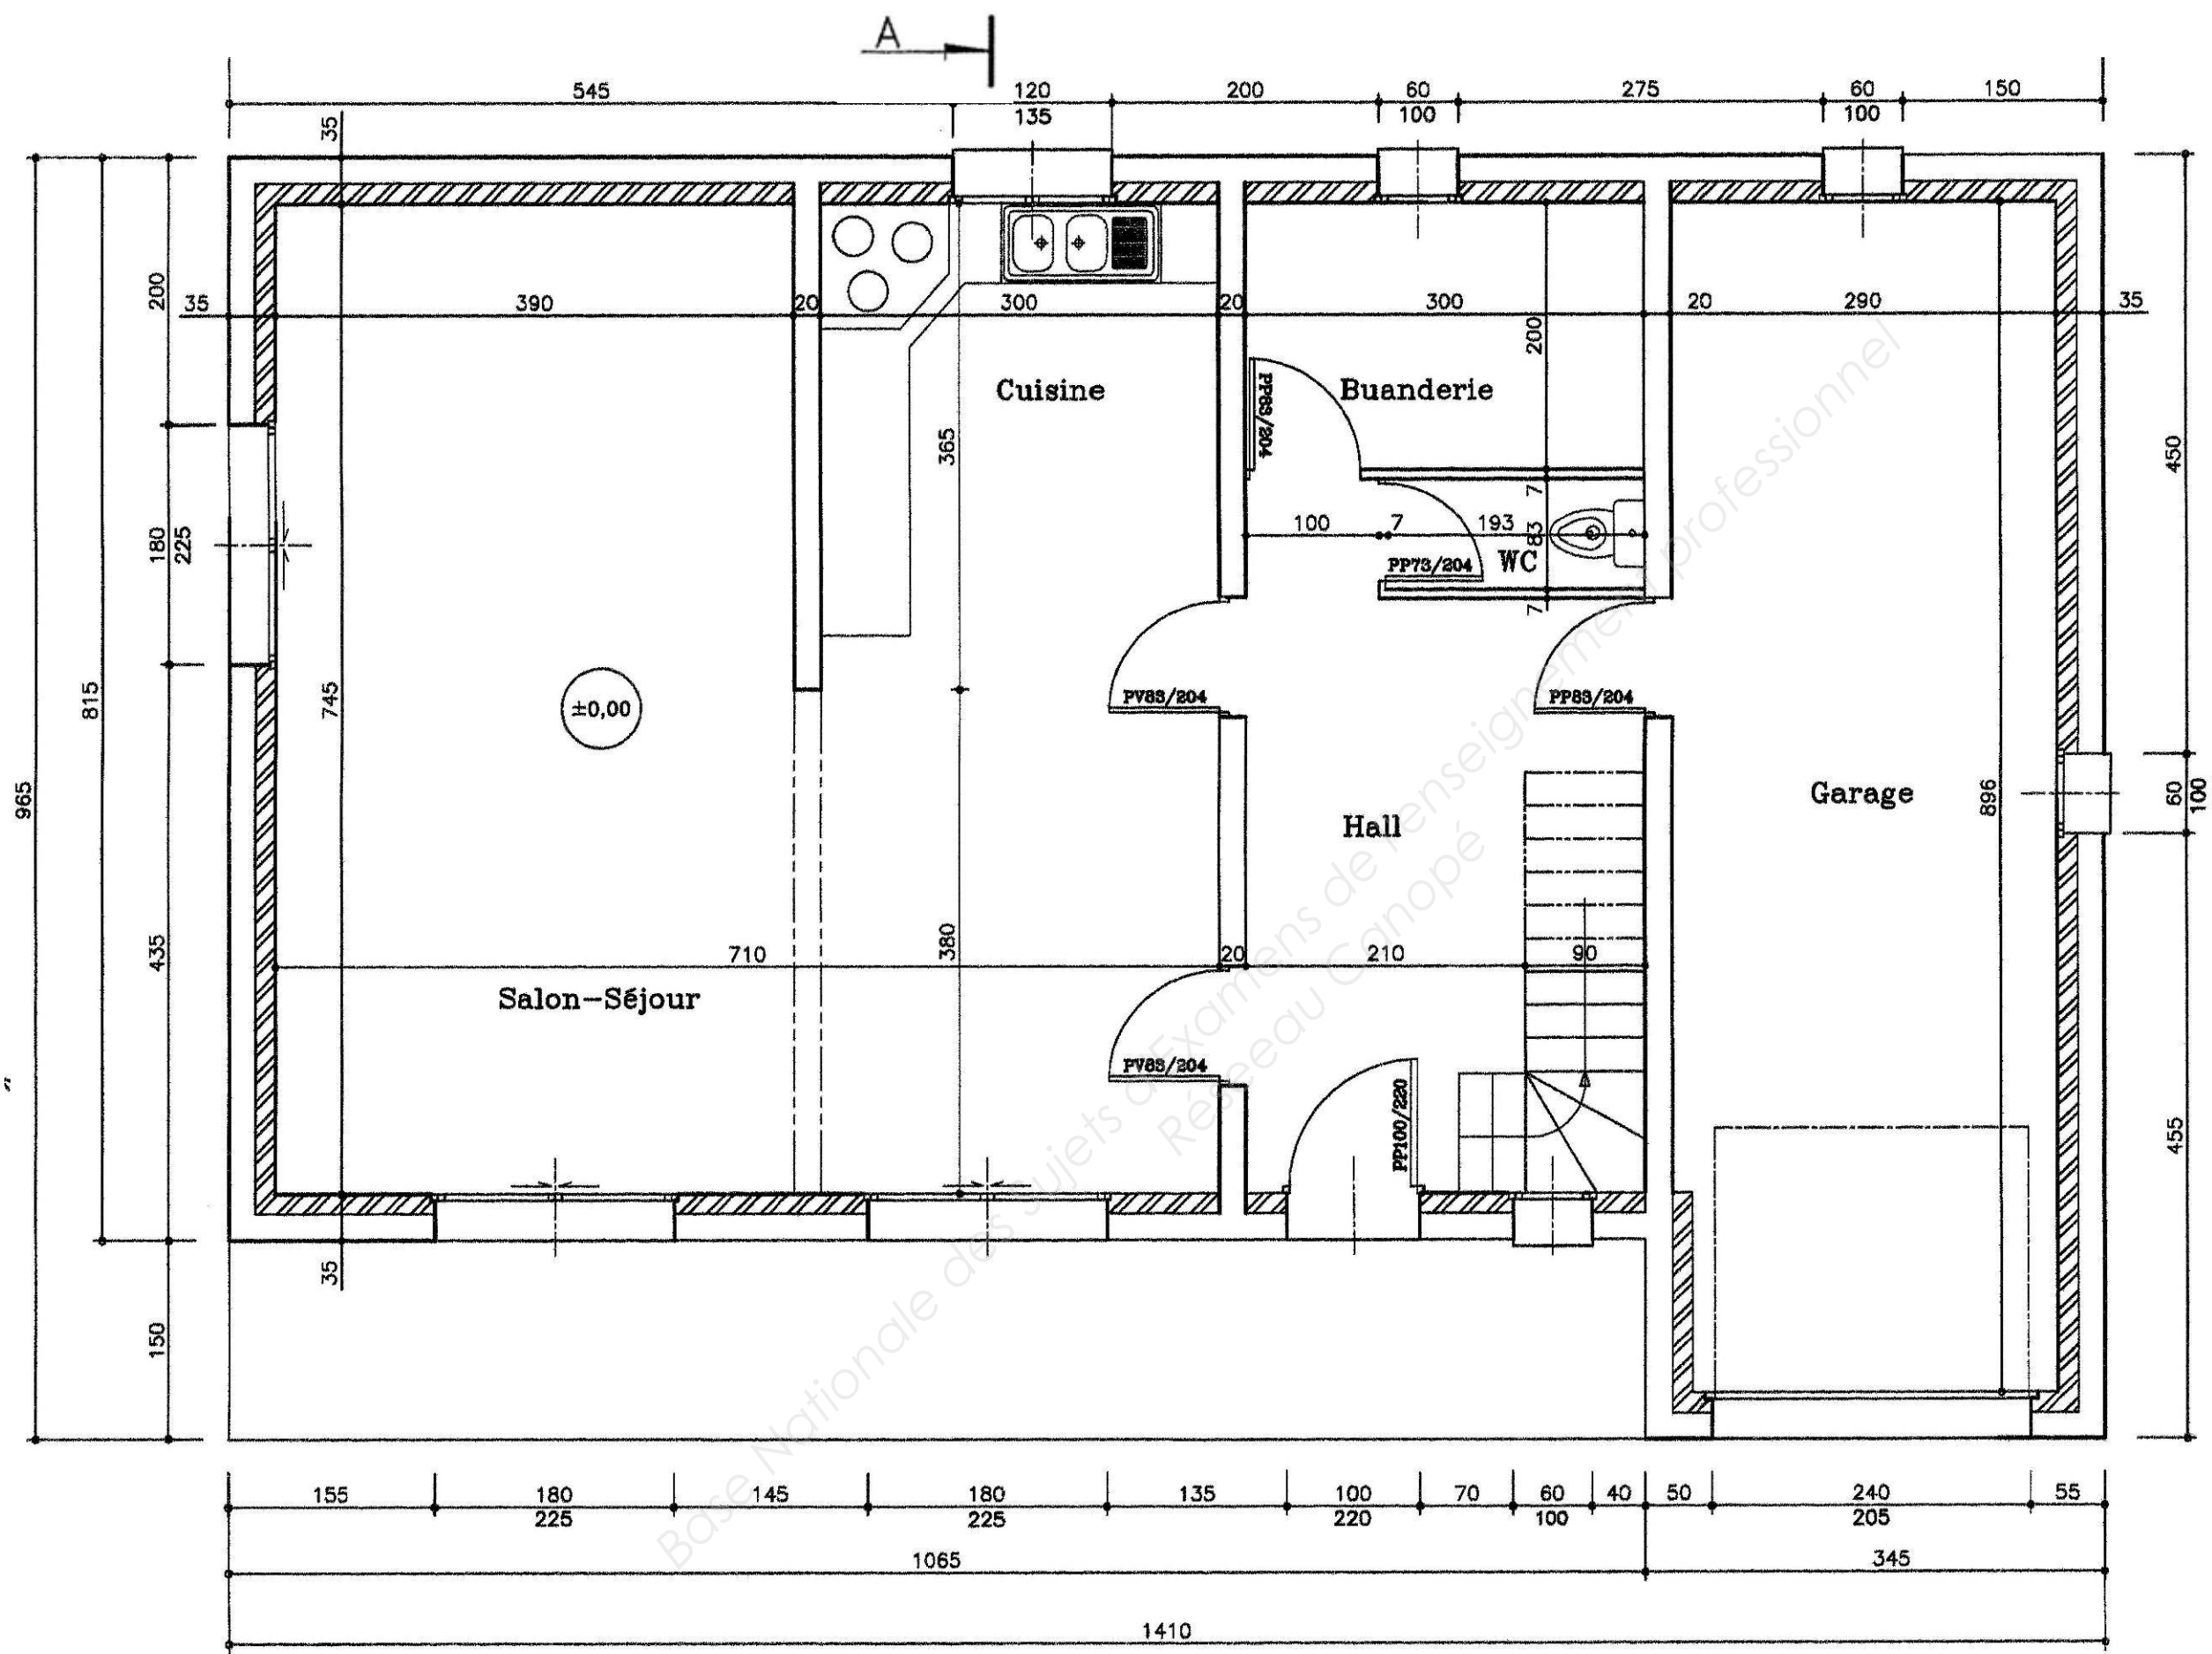 A
545 120 200 60 275 60 150
135 100 100
35
35 390 20 300 20 300 20 290 35
200
200
Cuisine
Buanderie
PP83/204
365
450
180
225
7
100 7 193
83
WC
PP73/204
7
745
815
±0,00
PV83/204
PP83/204
965
Hall
Garage
896
60
100
435
710
380
20 210 90
Salon-Séjour
PV83/204
PP100/220
455
35
150
155 180 145 180 135 100 70 60 40 50 240 55
225 225 220 100 205
1065 345
1410
Base Nationale des Sujets d'Examens de l'enseignement professionnel
Réseau Canopé